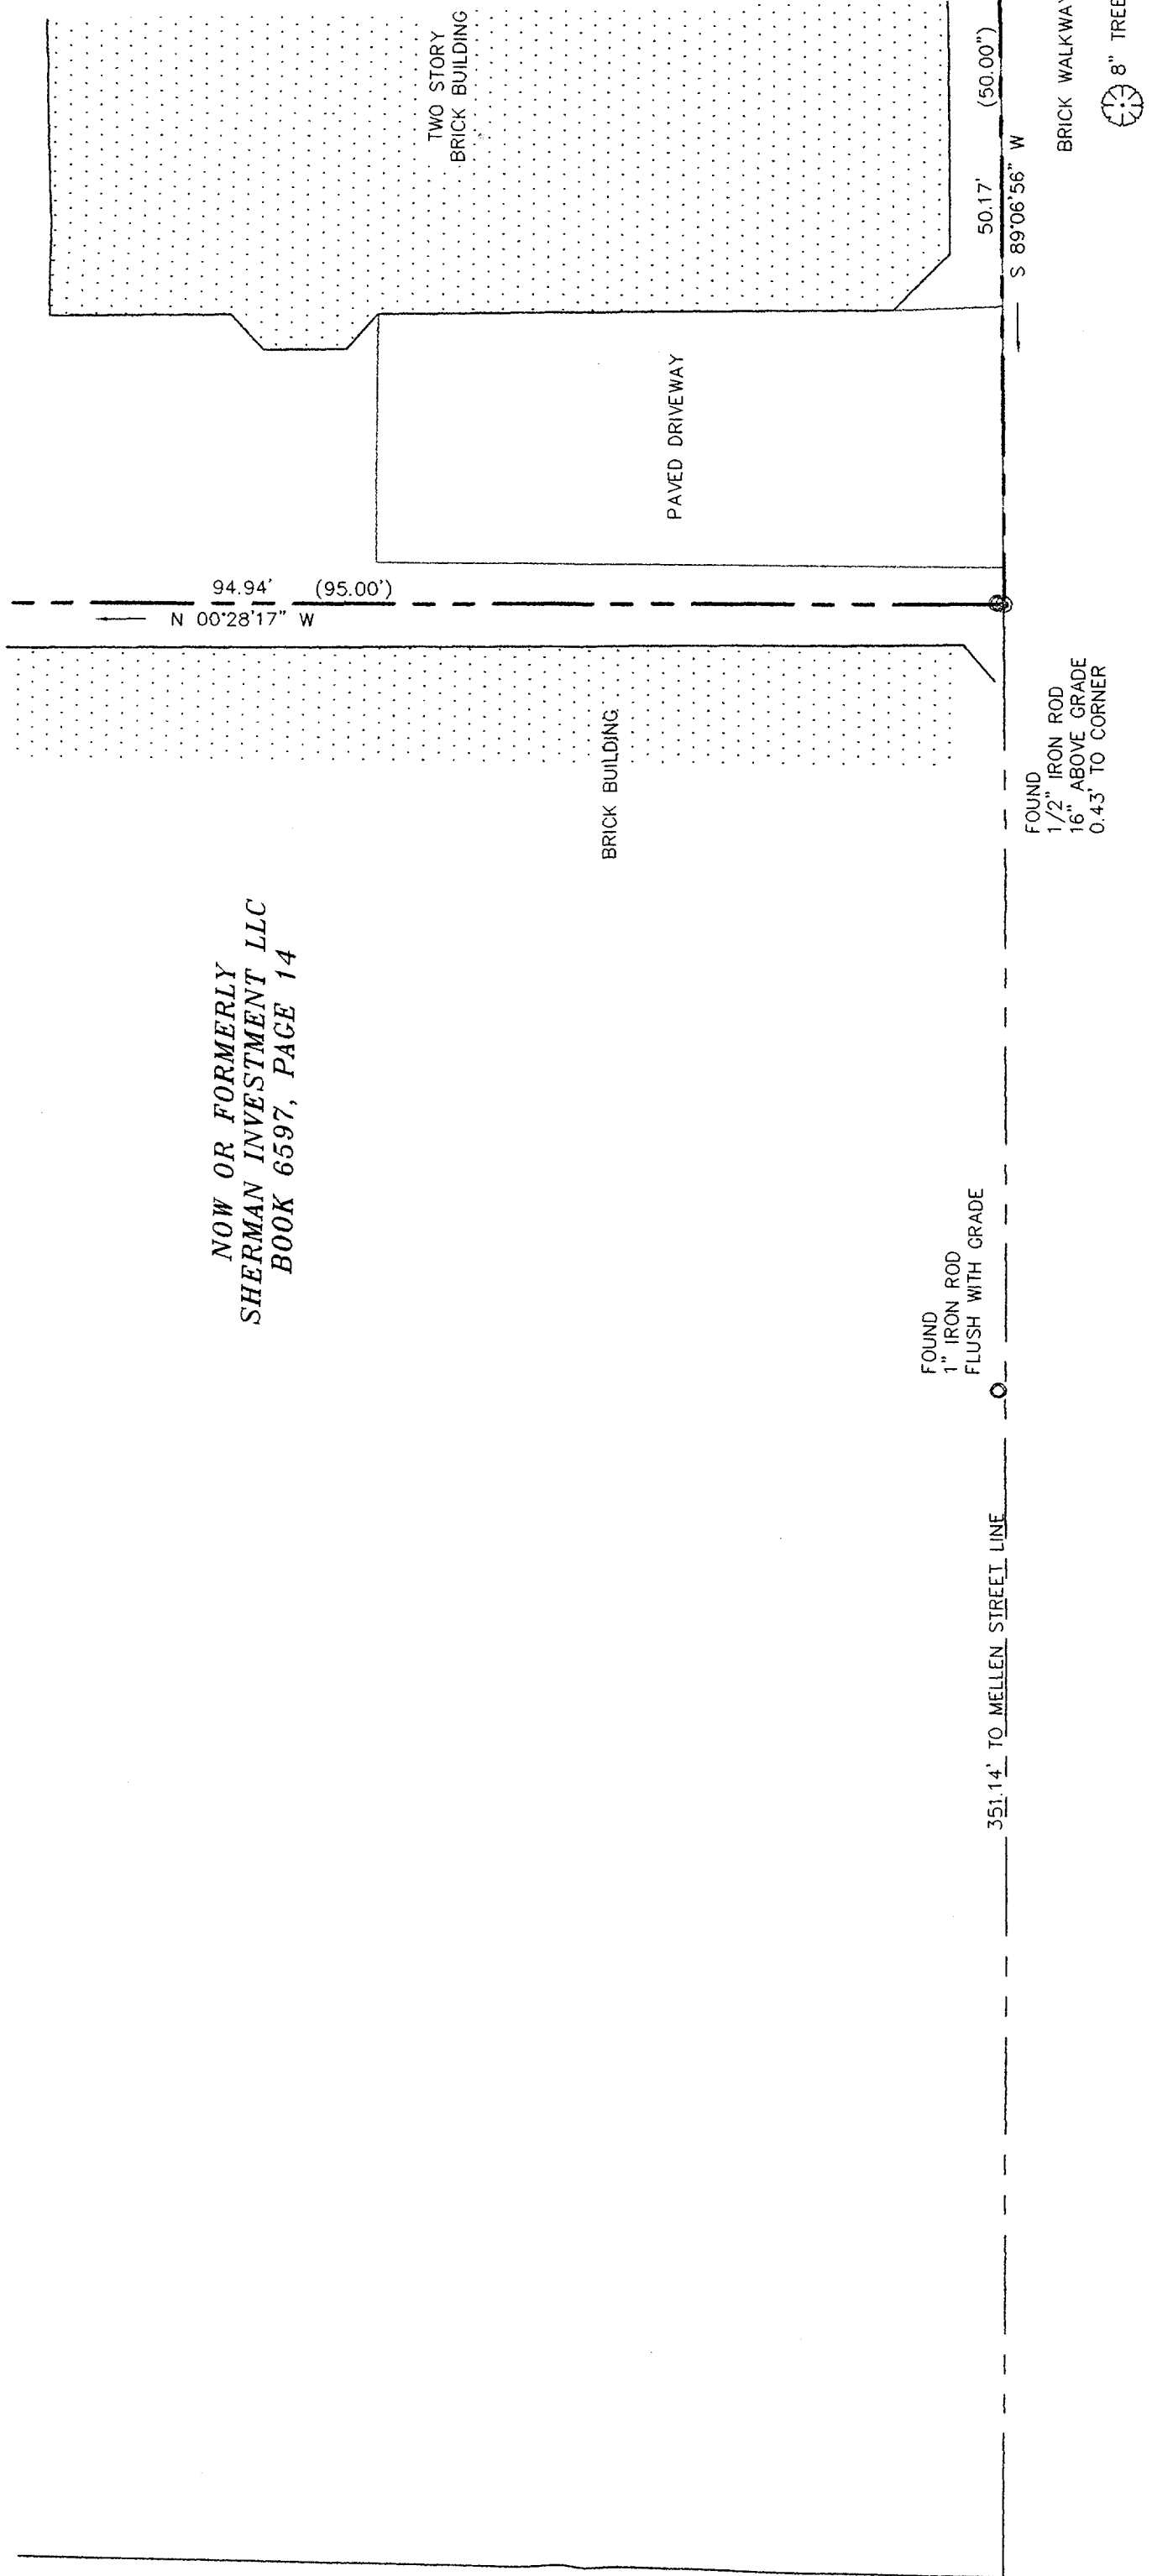 TWO STORY
BRICK BUILDING
50.17' (50.00")
S 89°06'56" W
BRICK WALKWAY
8" TREE
PAVED DRIVEWAY
94.94' (95.00')
N 00°28'17" W
BRICK BUILDING
FOUND
1/2" IRON ROD
16" ABOVE GRADE
0.43' TO CORNER
NOW OR FORMERLY
SHERMAN INVESTMENT LLC
BOOK 6597, PAGE 14
FOUND
1" IRON ROD
FLUSH WITH GRADE
351.14' TO MELLEN STREET LINE